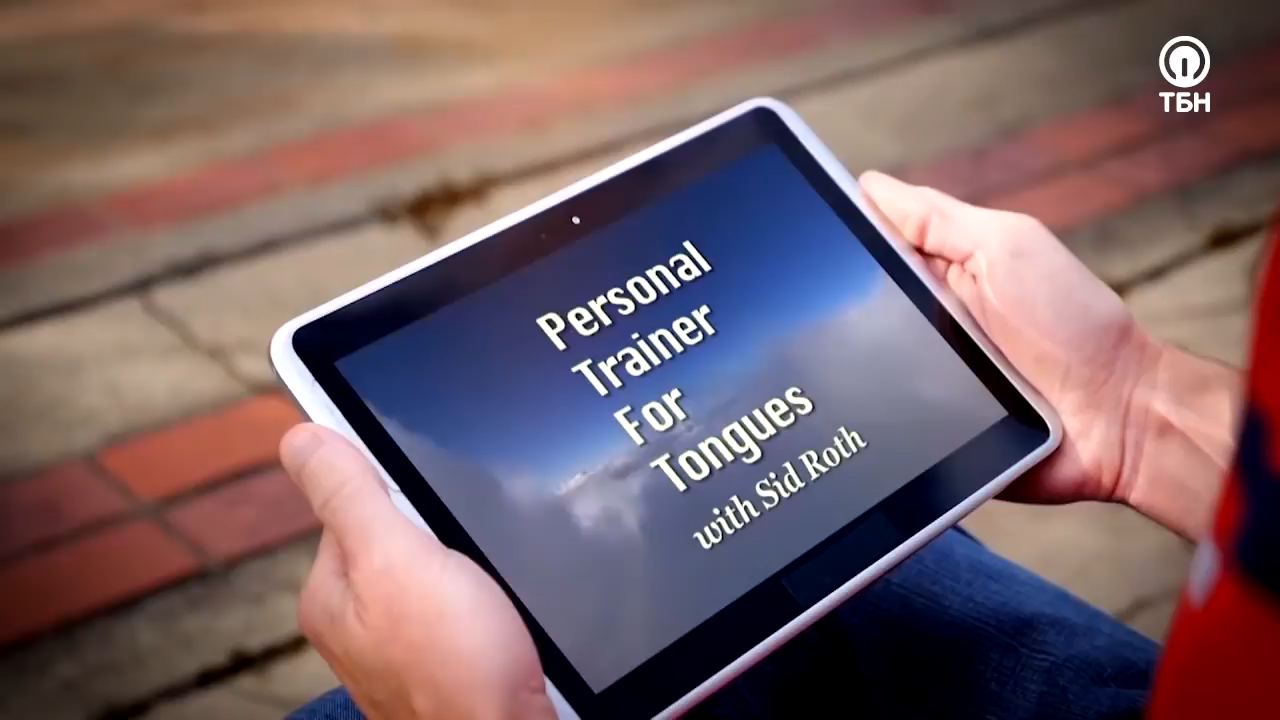 ТБН
Personal
Trainer
For
Tongues
with Sid Roth